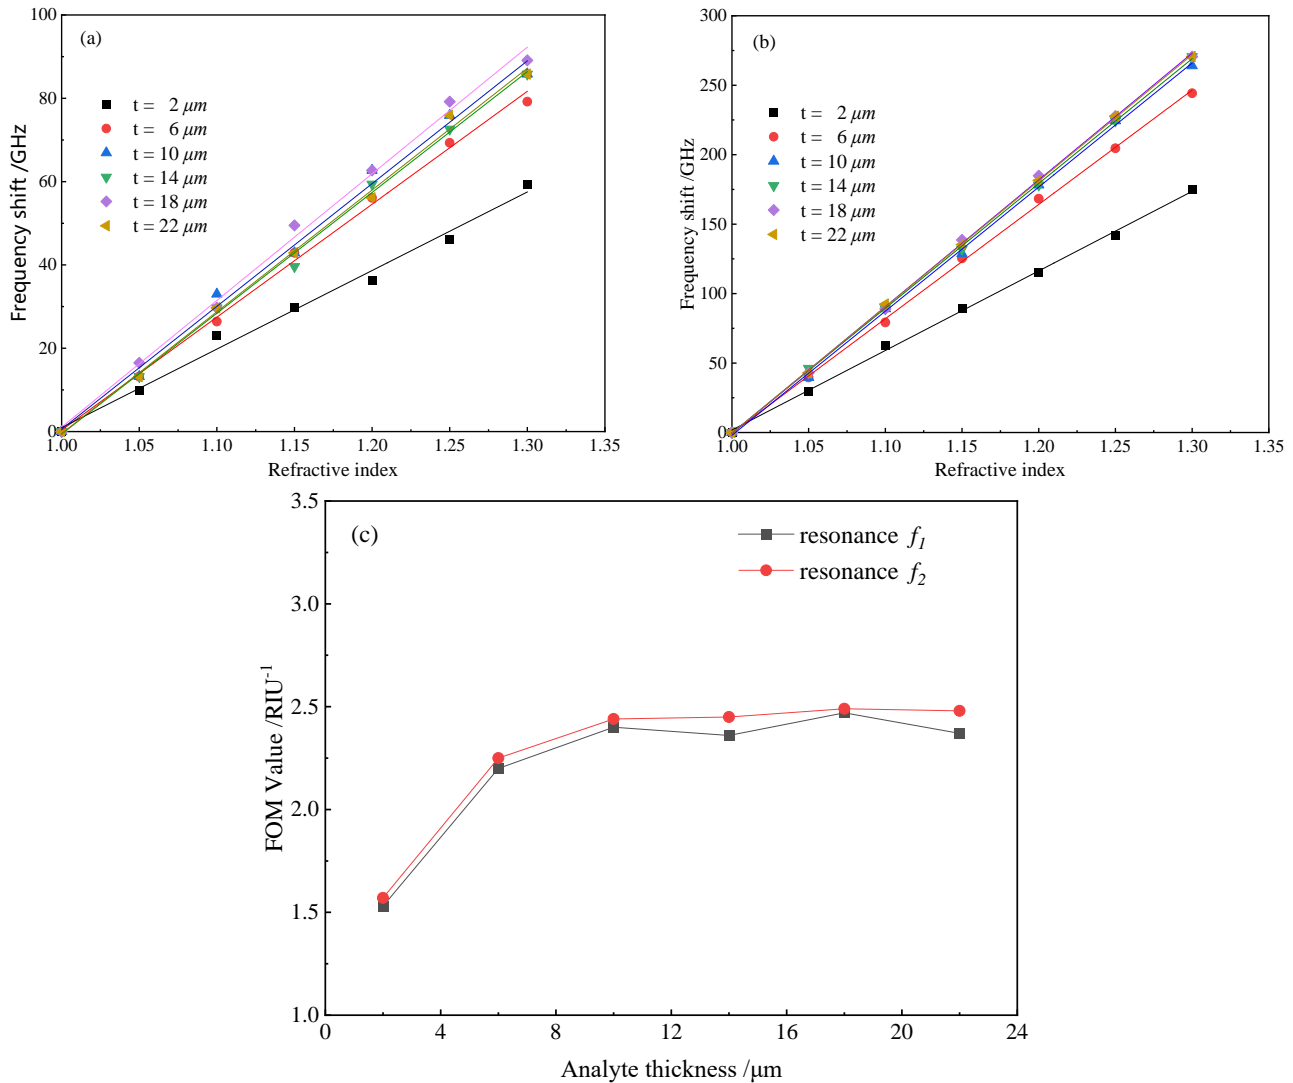 (a)
t = 2 μm
t = 6 μm
t = 10 μm
t = 14 μm
t = 18 μm
t = 22 μm
100
80
60
40
20
0
Frequency shift /GHz
1.00 1.05 1.10 1.15 1.20 1.25 1.30 1.35
Refractive index
(b)
t = 2 μm
t = 6 μm
t = 10 μm
t = 14 μm
t = 18 μm
t = 22 μm
300
250
200
150
100
50
0
Frequency shift /GHz
1.00 1.05 1.10 1.15 1.20 1.25 1.30 1.35
Refractive index
(c)
resonance f1
resonance f2
3.5
3.0
2.5
2.0
1.5
1.0
FOM Value /RIU-1
0 4 8 12 16 20 24
Analyte thickness /μm